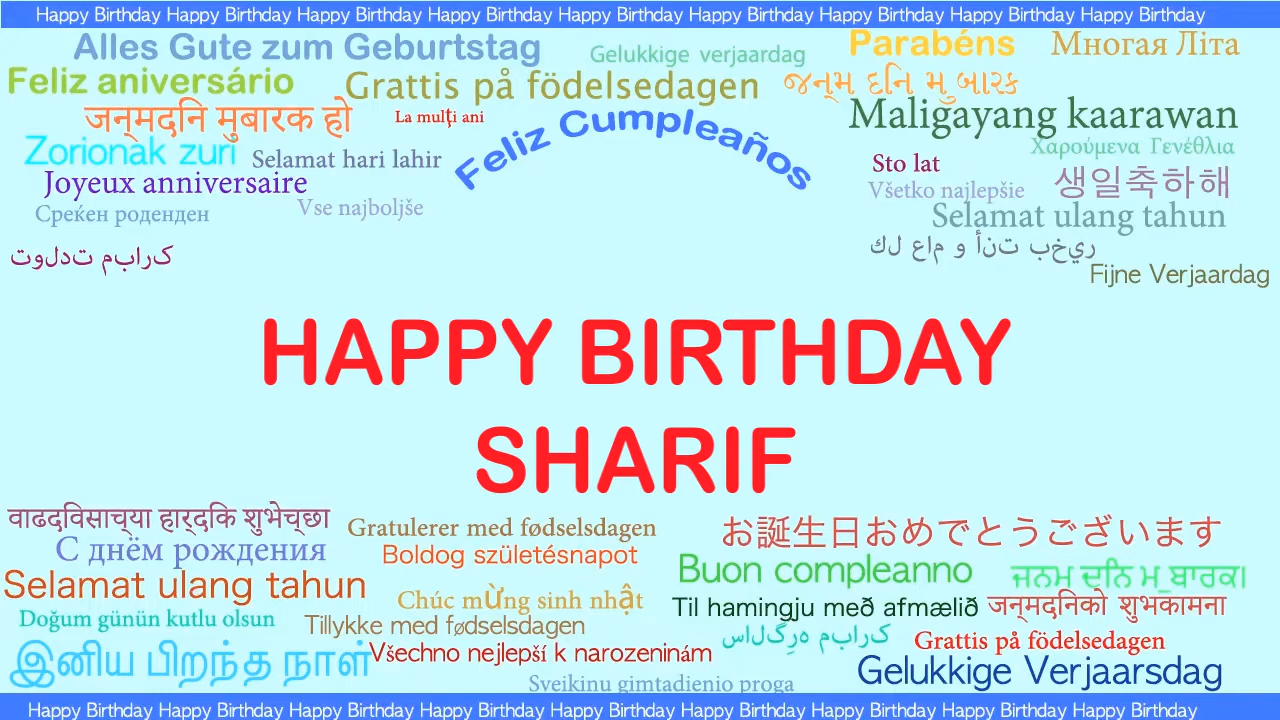 Happy Birthday Happy Birthday Happy Birthday Happy Birthday Happy Birthday Happy Birthday Happy Birthday Happy Birthday Happy Birthday
Alles Gute zum Geburtstag
Gelukkige verjaardag
Parabéns
Многая Літа
Feliz aniversário
Grattis på födelsedagen
જન્મ દનિ મુબારક
जन्मदनि मुबारक हो
La mulţi ani
Feliz Cumpleaños
Maligayang kaarawan
Zorionak zuri
Selamat hari lahir
Χαρούμενα Γενέθλια
Sto lat
Joyeux anniversaire
Všetko najlepšie
생일축하해
Среќен роденден
Vse najboljše
Selamat ulang tahun
تولدت مبارک
كل عام و أنت بخير
Fijne Verjaardag
HAPPY BIRTHDAY
SHARIF
वाढदविसाच्या हार्दकि शुभेच्छा
Gratulerer med fødselsdagen
お誕生日おめでとうございます
С днём рождения
Boldog születésnapot
Buon compleanno
ਜਨਮ ਦਨਿ ਮੁਬਾਰਕ।
Selamat ulang tahun
Chúc mừng sinh nhật
Til hamingju með afmælið
जन्मदनिको शुभकामना
Doğum günün kutlu olsun
Tillykke med fødselsdagen
سالگرہ مبارک
Grattis på födelsedagen
இனிய பிறந்த நாள்
Všechno nejlepší k narozeninám
Gelukkige Verjaarsdag
Sveikinu gimtadienio proga
Happy Birthday Happy Birthday Happy Birthday Happy Birthday Happy Birthday Happy Birthday Happy Birthday Happy Birthday Happy Birthday